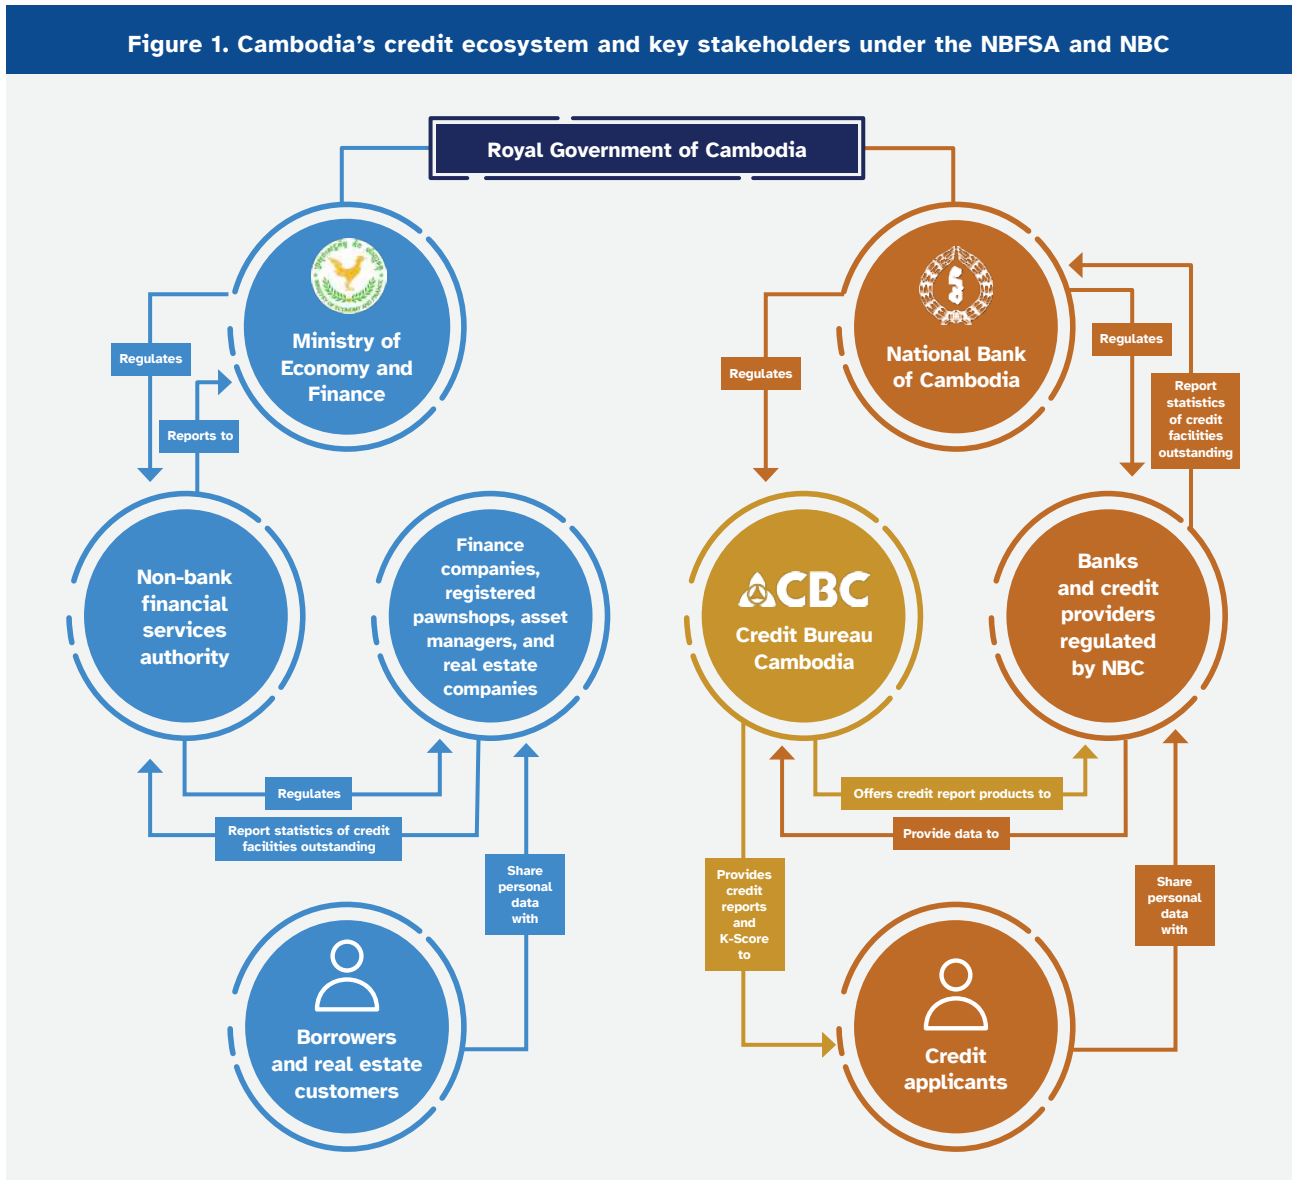 Figure 1. Cambodia’s credit ecosystem and key stakeholders under the NBFSA and NBC
Royal Government of Cambodia
MINISTRY OF ECONOMY AND FINANCE
Ministry of
Economy and
Finance
National Bank
of Cambodia
Regulates
Reports to
Regulates
Regulates
Report
statistics
of credit
facilities
outstanding
Non-bank
financial
services
authority
Finance
companies,
registered
pawnshops, asset
managers, and
real estate
companies
CBC
Credit Bureau
Cambodia
Banks
and credit
providers
regulated
by NBC
Regulates
Report statistics of credit
facilities outstanding
Offers credit report products to
Provide data to
Share
personal
data
with
Provides
credit
reports
and
K-Score
to
Share
personal
data
with
Borrowers
and real estate
customers
Credit
applicants